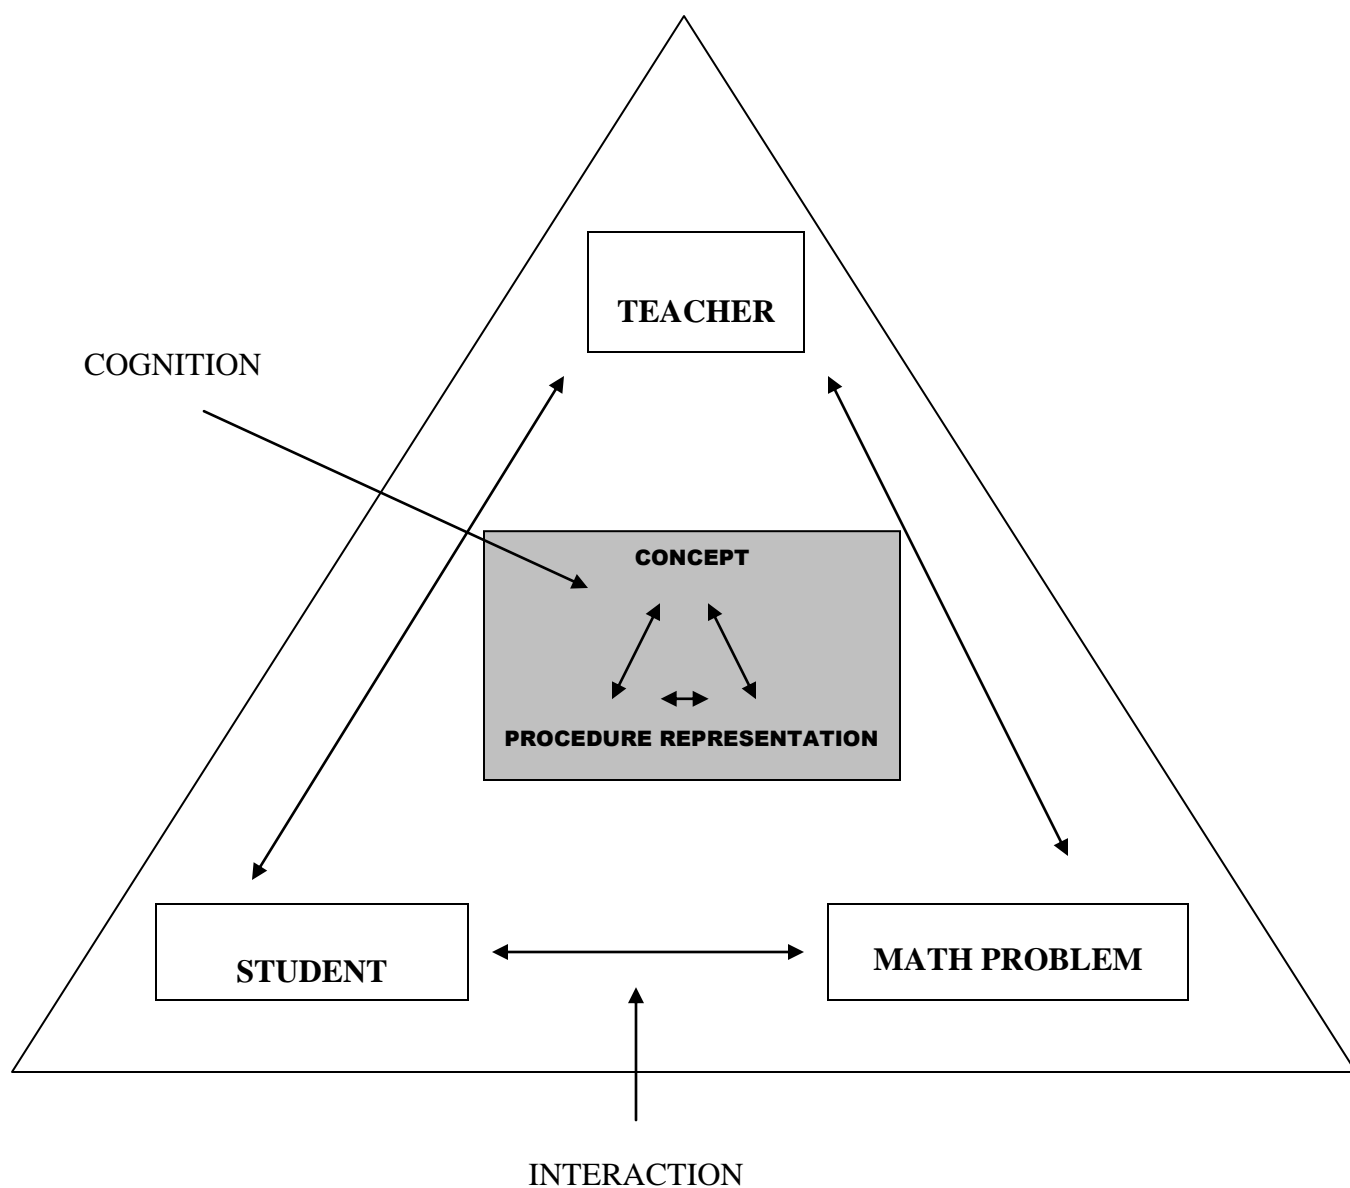 TEACHER
COGNITION
CONCEPT
PROCEDURE REPRESENTATION
STUDENT
MATH PROBLEM
INTERACTION